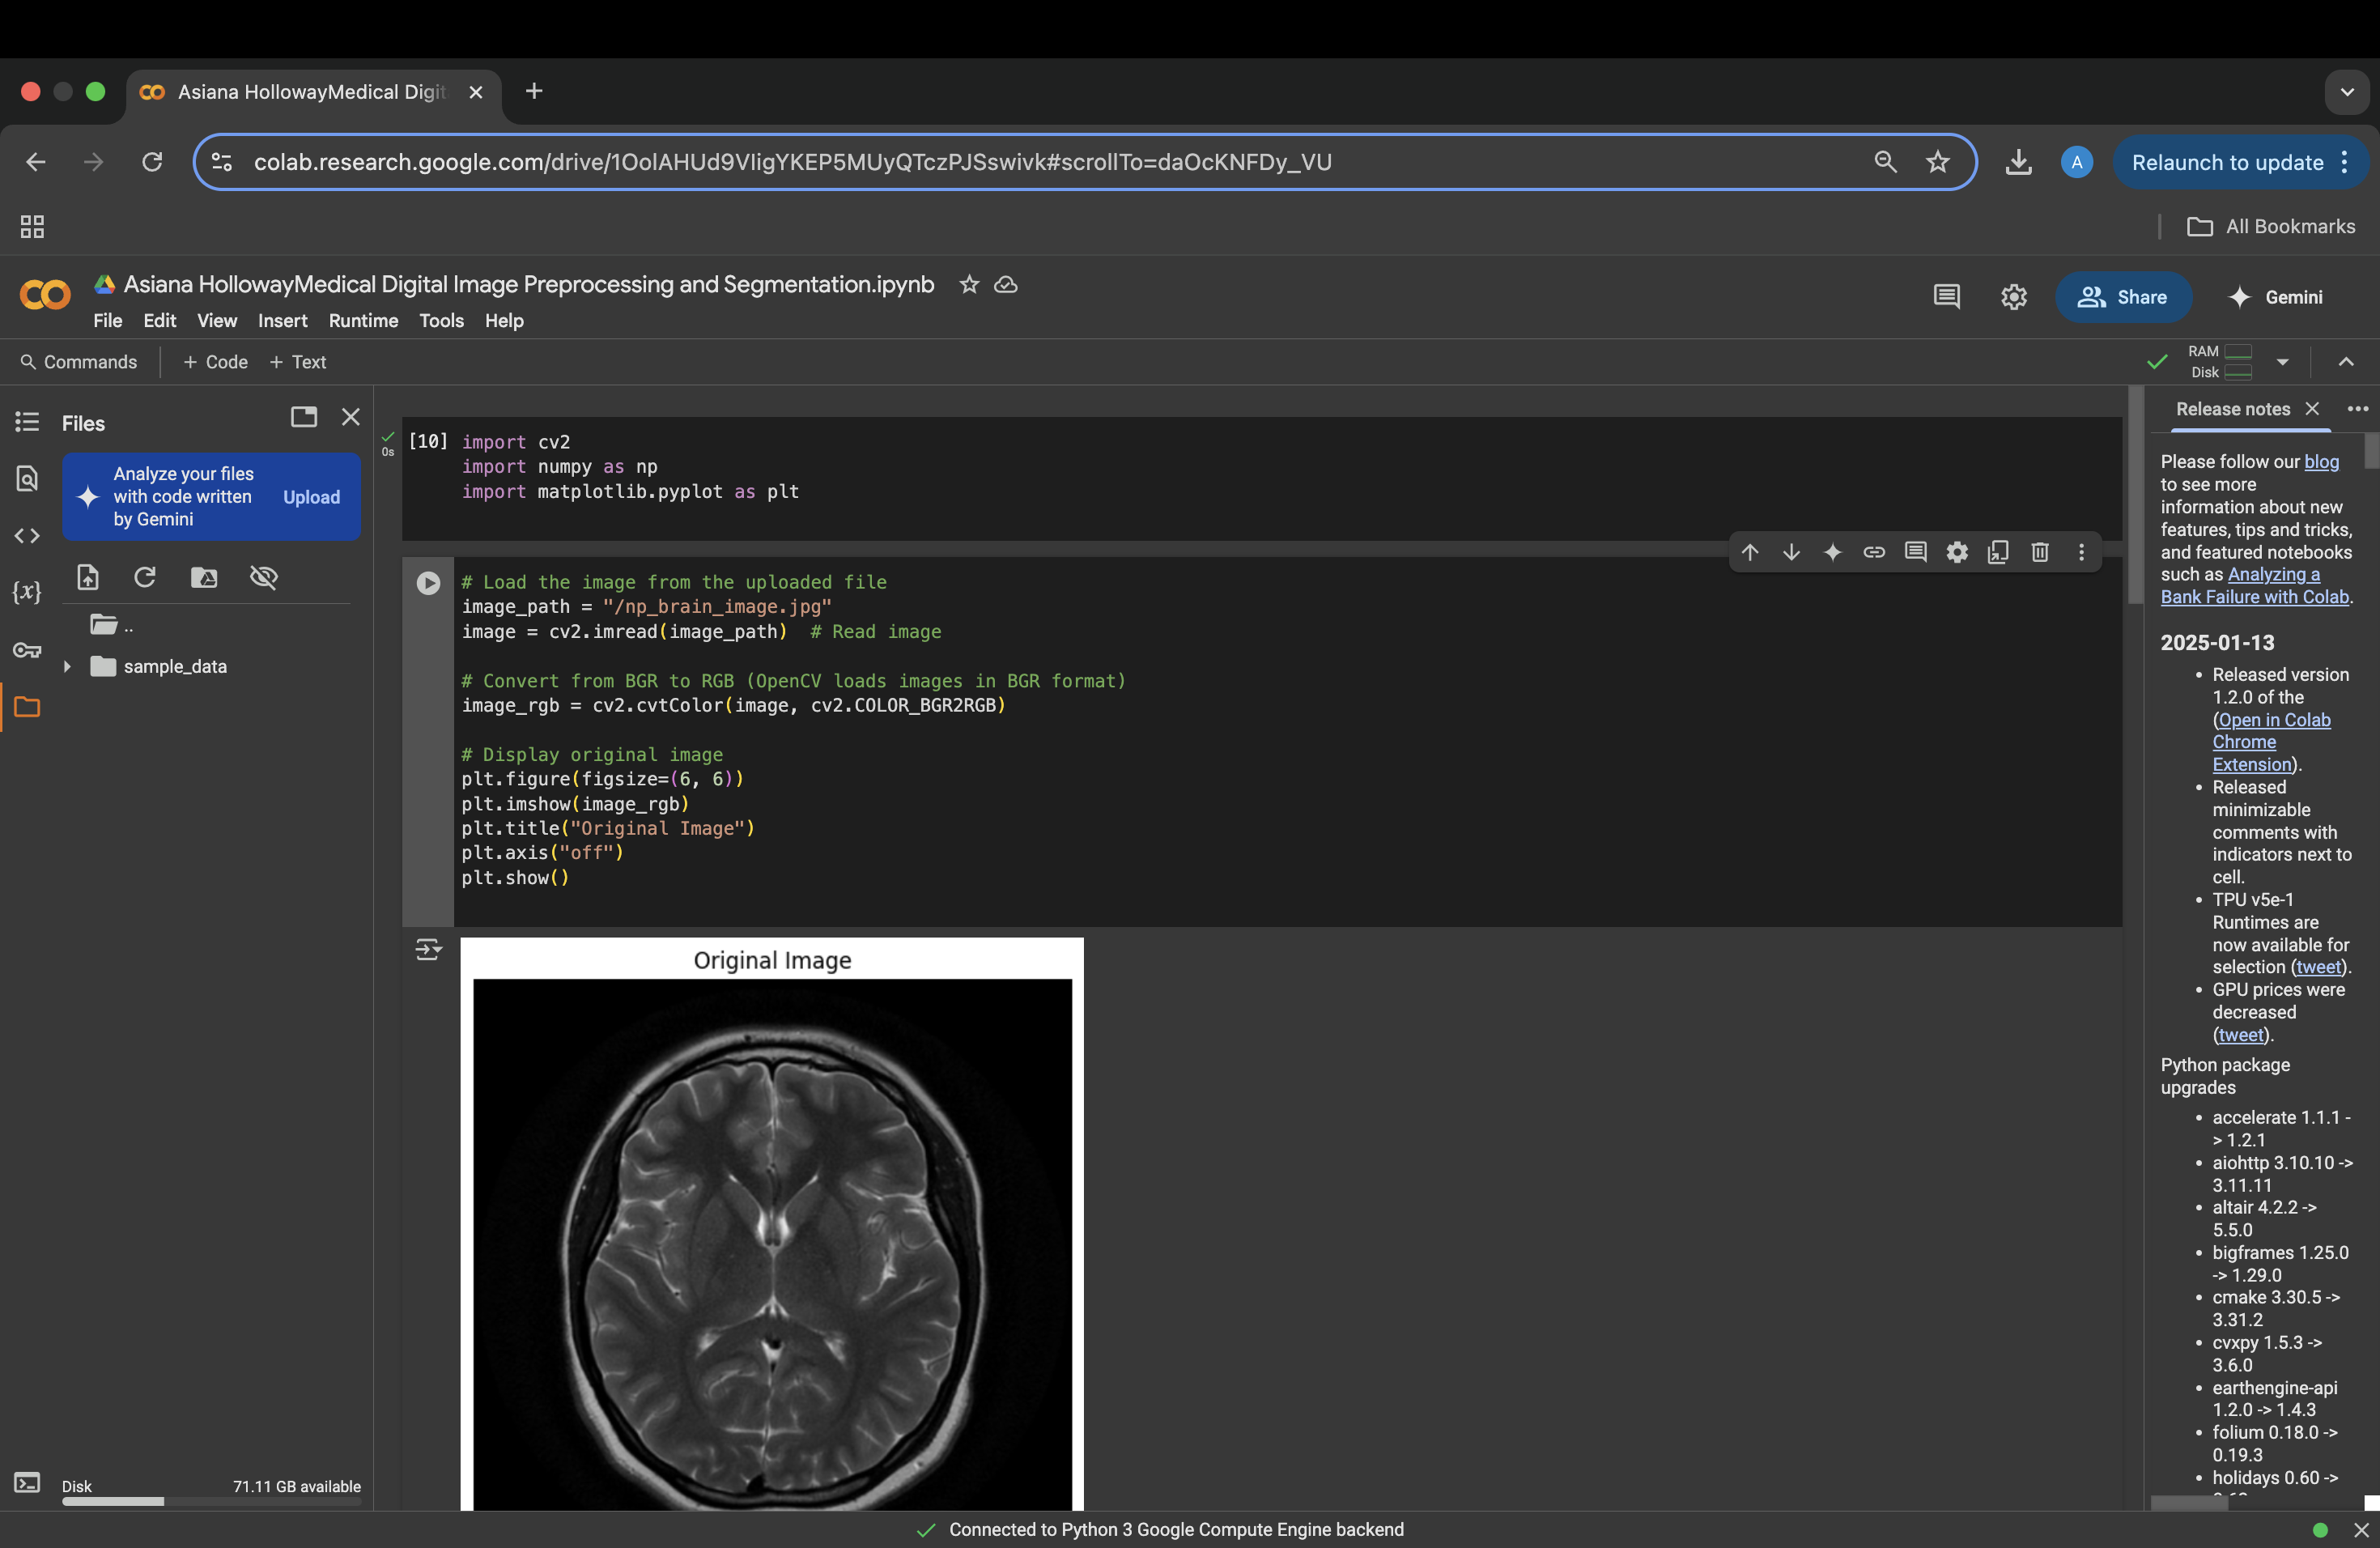 Asiana HollowayMedical Digit
colab.research.google.com/drive/1OolAHUd9VIigYKEP5MUyQTczPJSswivk#scrollTo=daOcKNFDy_VU
A
Relaunch to update
All Bookmarks
Asiana HollowayMedical Digital Image Preprocessing and Segmentation.ipynb
File Edit View Insert Runtime Tools Help
Share
Gemini
Commands + Code + Text
RAM
Disk
Files
Analyze your files
with code written
by Gemini
Upload
{x}
..
sample_data
Disk 71.11 GB available
0s
[10] import cv2
import numpy as np
import matplotlib.pyplot as plt
# Load the image from the uploaded file
image_path = "/np_brain_image.jpg"
image = cv2.imread(image_path)  # Read image
# Convert from BGR to RGB (OpenCV loads images in BGR format)
image_rgb = cv2.cvtColor(image, cv2.COLOR_BGR2RGB)
# Display original image
plt.figure(figsize=(6, 6))
plt.imshow(image_rgb)
plt.title("Original Image")
plt.axis("off")
plt.show()
Original Image
Release notes
Please follow our blog
to see more
information about new
features, tips and tricks,
and featured notebooks
such as Analyzing a
Bank Failure with Colab.
2025-01-13
• Released version
1.2.0 of the
(Open in Colab
Chrome
Extension).
• Released
minimizable
comments with
indicators next to
cell.
• TPU v5e-1
Runtimes are
now available for
selection (tweet).
• GPU prices were
decreased
(tweet).
Python package
upgrades
• accelerate 1.1.1 -
> 1.2.1
• aiohttp 3.10.10 ->
3.11.11
• altair 4.2.2 ->
5.5.0
• bigframes 1.25.0
-> 1.29.0
• cmake 3.30.5 ->
3.31.2
• cvxpy 1.5.3 ->
3.6.0
• earthengine-api
1.2.0 -> 1.4.3
• folium 0.18.0 ->
0.19.3
• holidays 0.60 ->
Connected to Python 3 Google Compute Engine backend